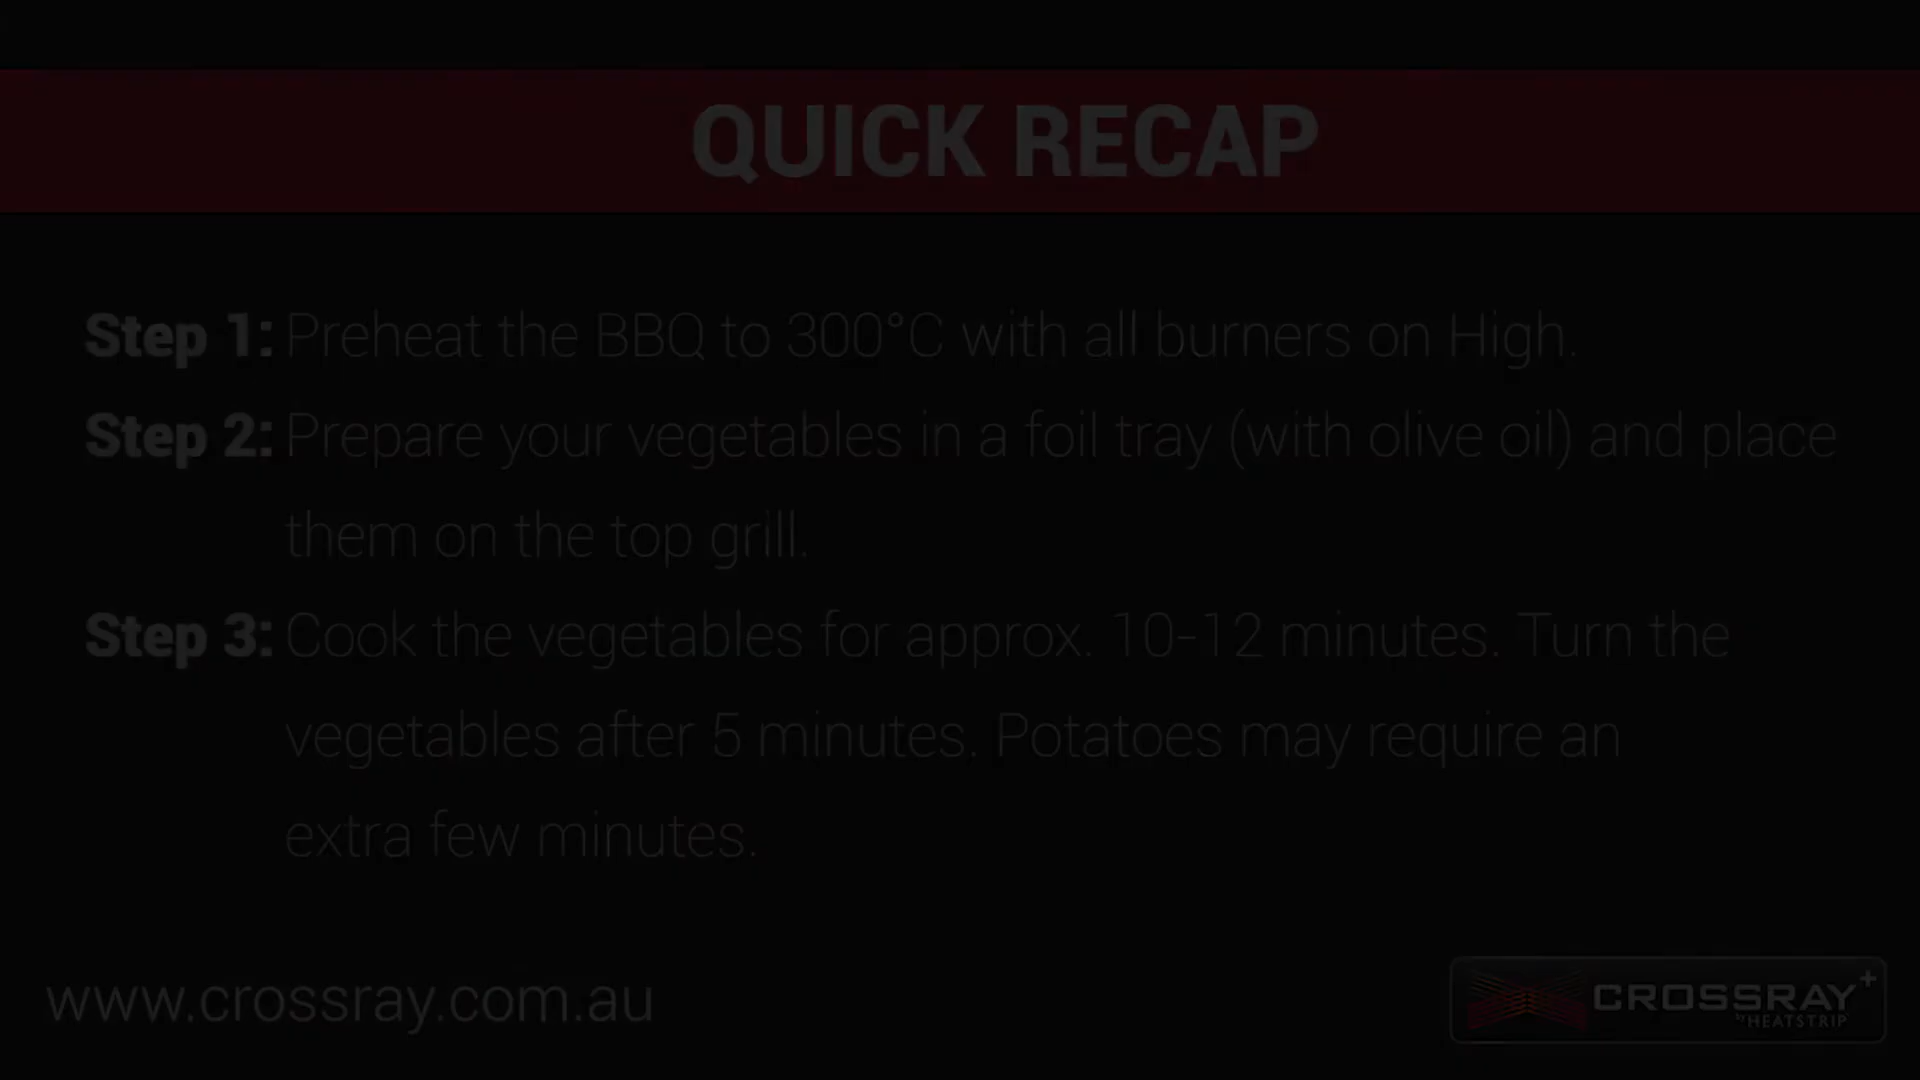 QUICK RECAP
Step 1: Preheat the BBQ to 300°C with all burners on High.
Step 2: Prepare your vegetables in a foil tray (with olive oil) and place
them on the top grill.
Step 3: Cook the vegetables for approx. 10-12 minutes. Turn the
vegetables after 5 minutes. Potatoes may require an
extra few minutes.
www.crossray.com.au
CROSSRAY+
by HEATSTRIP